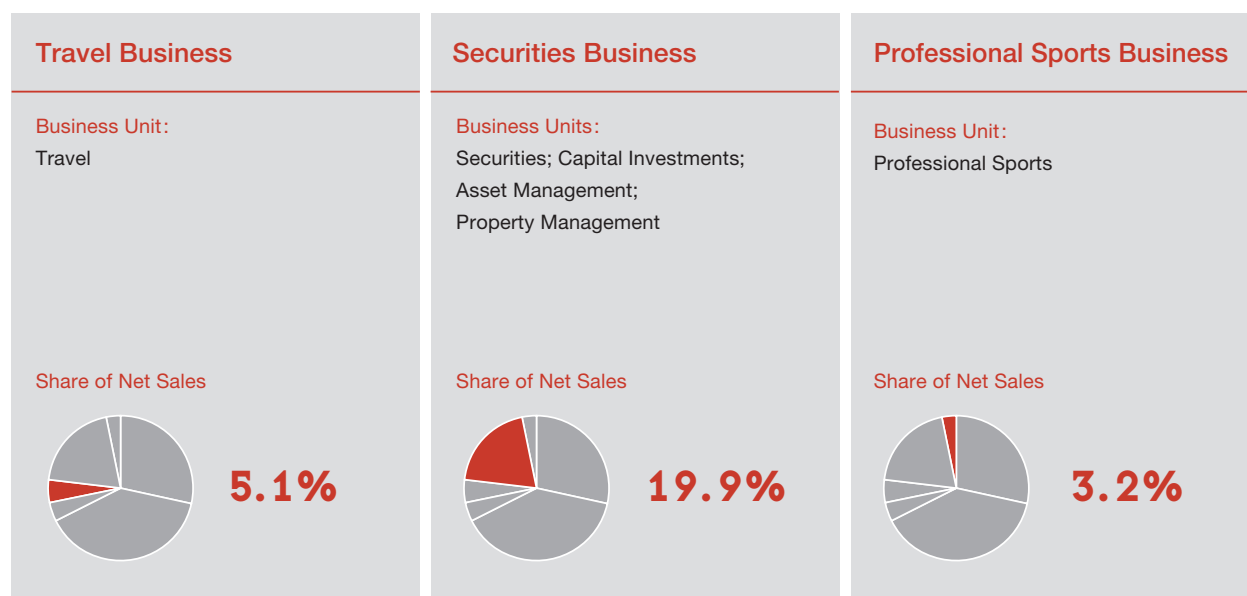 Travel Business
Business Unit:
Travel
Share of Net Sales
5.1%
Securities Business
Business Units:
Securities; Capital Investments;
Asset Management;
Property Management
Share of Net Sales
19.9%
Professional Sports Business
Business Unit:
Professional Sports
Share of Net Sales
3.2%